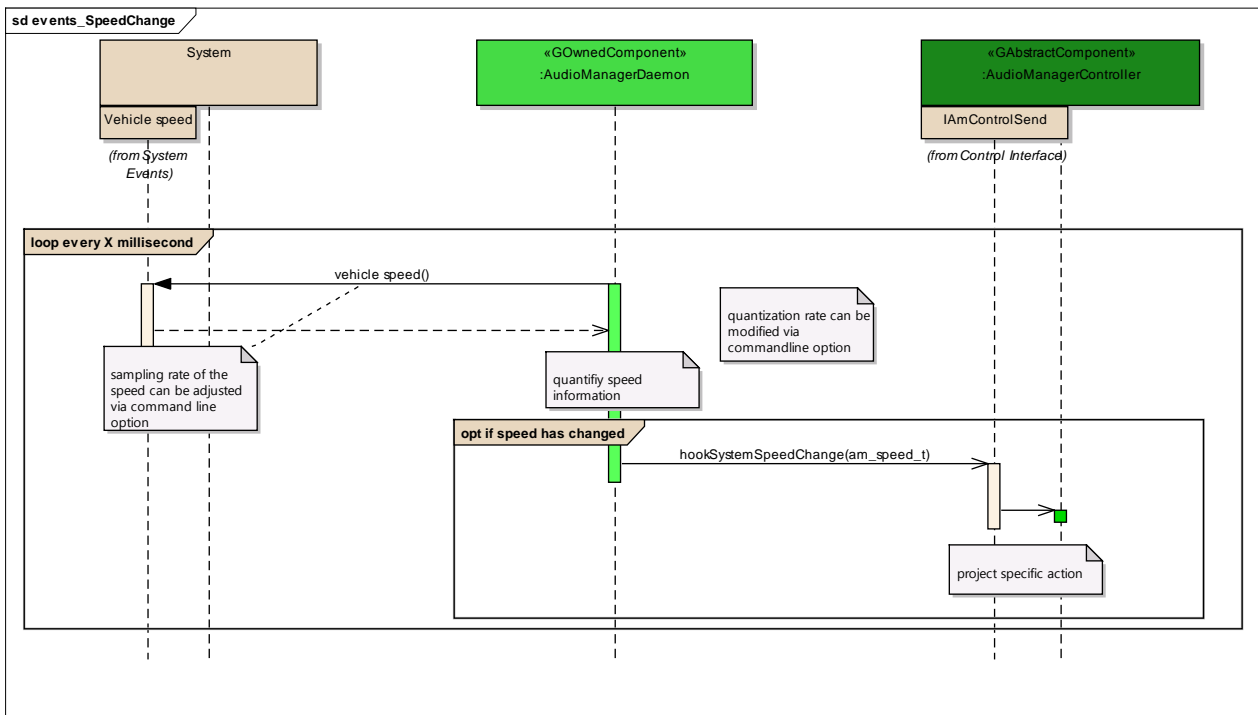 sd events_SpeedChange
System
«GOwnedComponent»
:AudioManagerDaemon
«GAbstractComponent»
:AudioManagerController
Vehicle speed
IAmControlSend
(from System
Events)
(from Control Interface)
loop every X millisecond
vehicle speed()
quantization rate can be
modified via
commandline option
sampling rate of the
speed can be adjusted
via command line
option
quantifiy speed
information
opt if speed has changed
hookSystemSpeedChange(am_speed_t)
project specific action